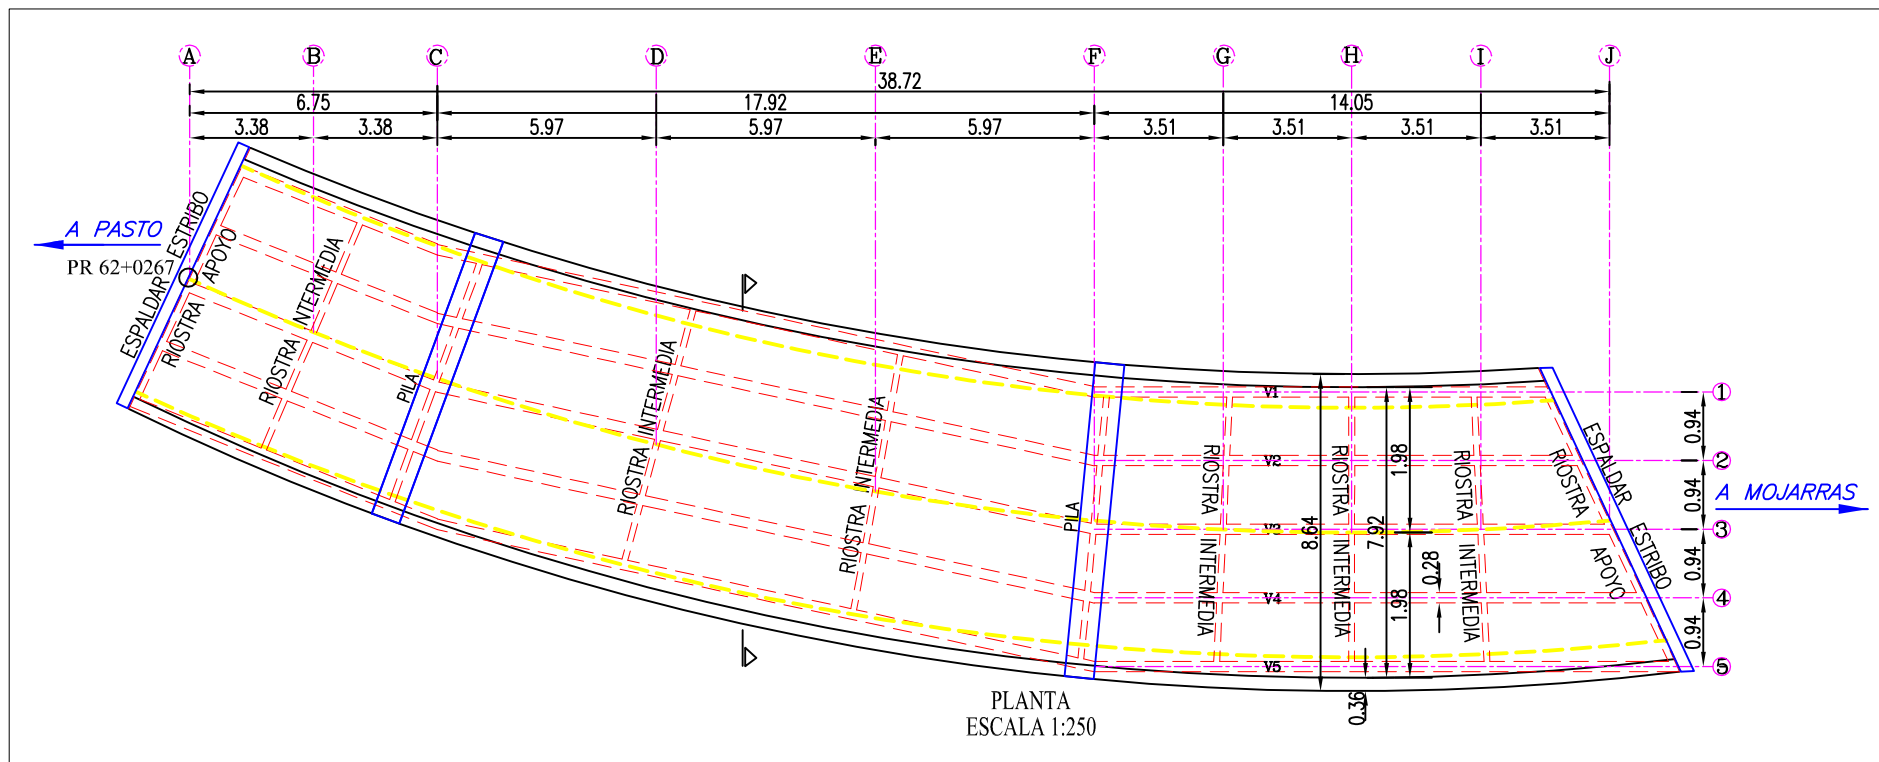 A B C D E F G H I J
38.72
6.75 17.92 14.05
3.38 3.38 5.97 5.97 5.97 3.51 3.51 3.51 3.51
A PASTO
PR 62+0267
ESPALDAR ESTRIBO
RIOSTRA APOYO
RIOSTRA INTERMEDIA
PILA
RIOSTRA INTERMEDIA
RIOSTRA INTERMEDIA
PILA
V1
V2
V3
V4
V5
RIOSTRA INTERMEDIA
RIOSTRA INTERMEDIA
RIOSTRA INTERMEDIA
8.64
7.92
1.98
1.98
0.28
0.36
RIOSTRA APOYO
ESPALDAR ESTRIBO
1
0.94
2
0.94
3
0.94
4
0.94
5
A MOJARRAS
PLANTA
ESCALA 1:250